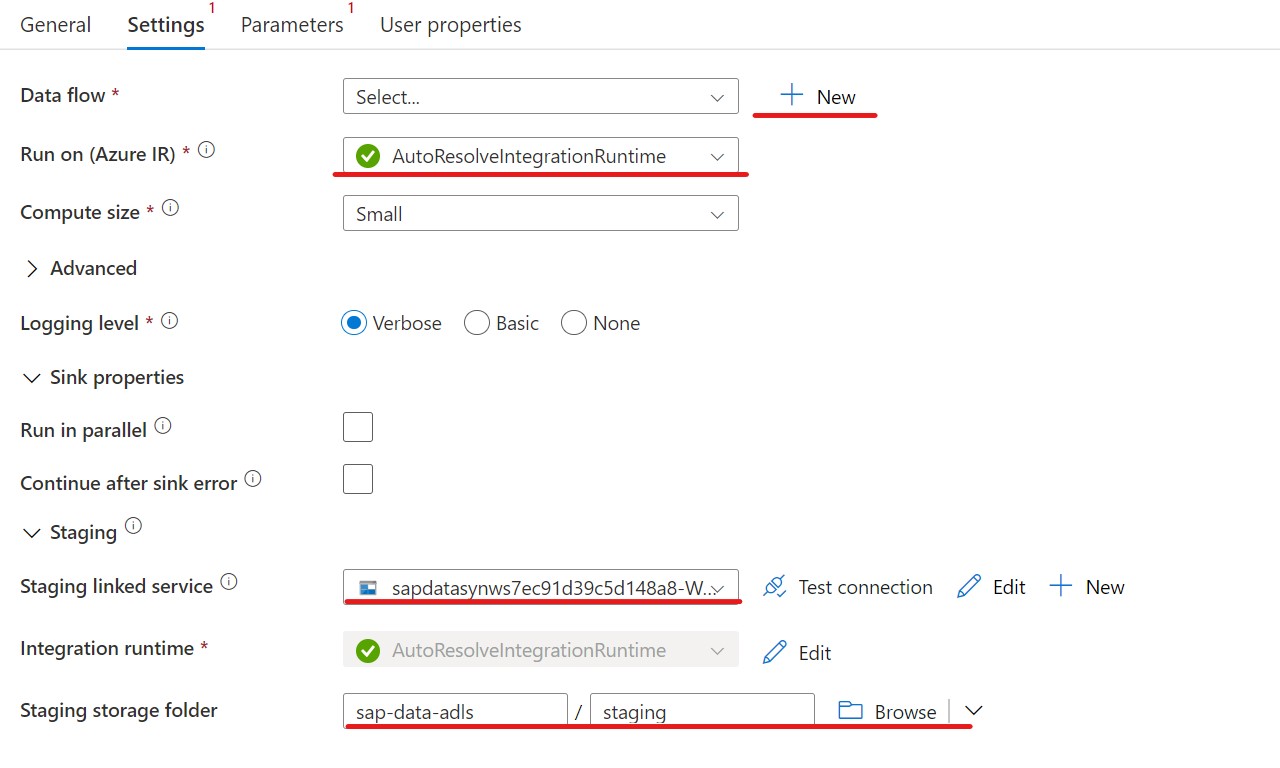 1 1
General Settings Parameters User properties
Data flow * Select... New
Run on (Azure IR) * AutoResolveIntegrationRuntime
Compute size * Small
Advanced
Logging level * Verbose Basic None
Sink properties
Run in parallel
Continue after sink error
Staging
Staging linked service sapdatasynws7ec91d39c5d148a8-W... Test connection Edit New
Integration runtime * AutoResolveIntegrationRuntime Edit
Staging storage folder sap-data-adls / staging Browse